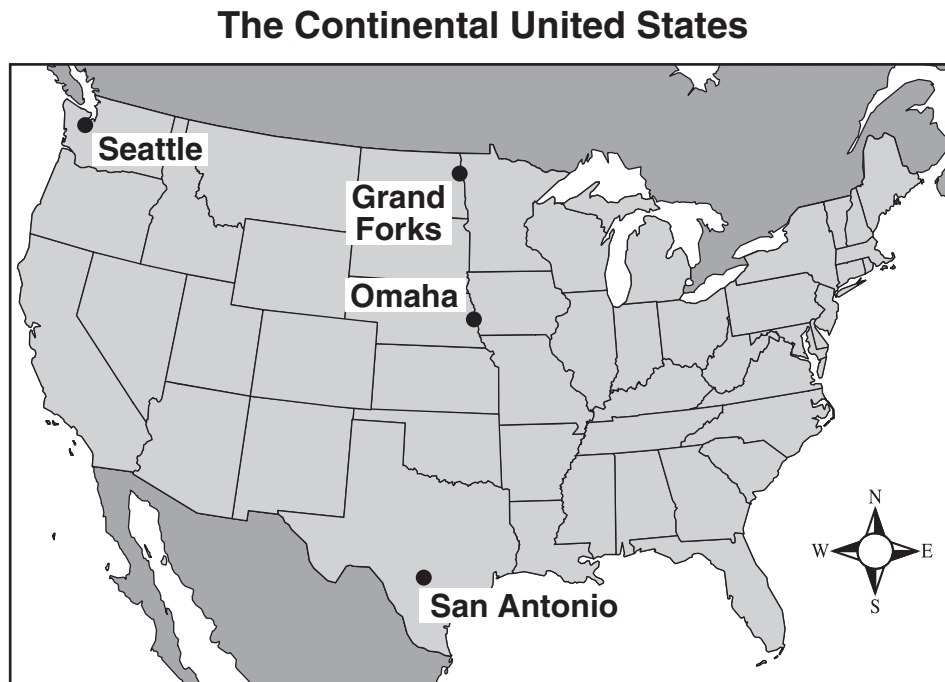 The Continental United States
Seattle
Grand
Forks
Omaha
N
W
E
S
San Antonio